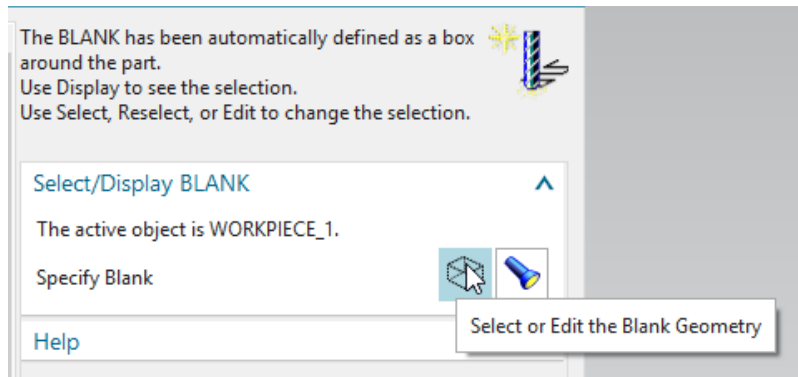 The BLANK has been automatically defined as a box
around the part.
Use Display to see the selection.
Use Select, Reselect, or Edit to change the selection.
Select/Display BLANK
The active object is WORKPIECE_1.
Specify Blank
Select or Edit the Blank Geometry
Help